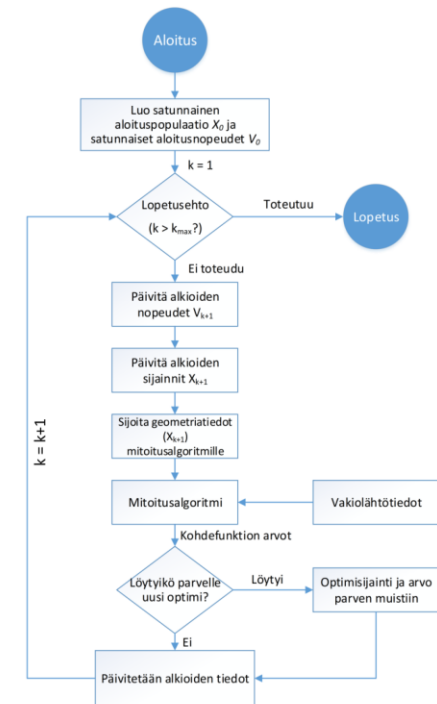 Aloitus
Luo satunnainen
aloituspopulaatio X₀ ja
satunnaiset aloitusnopeudet V₀
k = 1
Lopetusehto
(k > kₘₐₓ?)
Toteutuu
Lopetus
Ei toteudu
Päivitä alkioiden
nopeudet Vₖ₊₁
Päivitä alkioiden
sijainnit Xₖ₊₁
k = k+1
Sijoita geometriatiedot
(Xₖ₊₁)
mitoitusalgoritmille
Mitoitusalgoritmi
Vakiolähtötiedot
Kohdefunktion arvot
Löytyikö parvelle
uusi optimi?
Löytyi
Optimisijainti ja arvo
parven muistiin
Ei
Päivitetään alkioiden tiedot